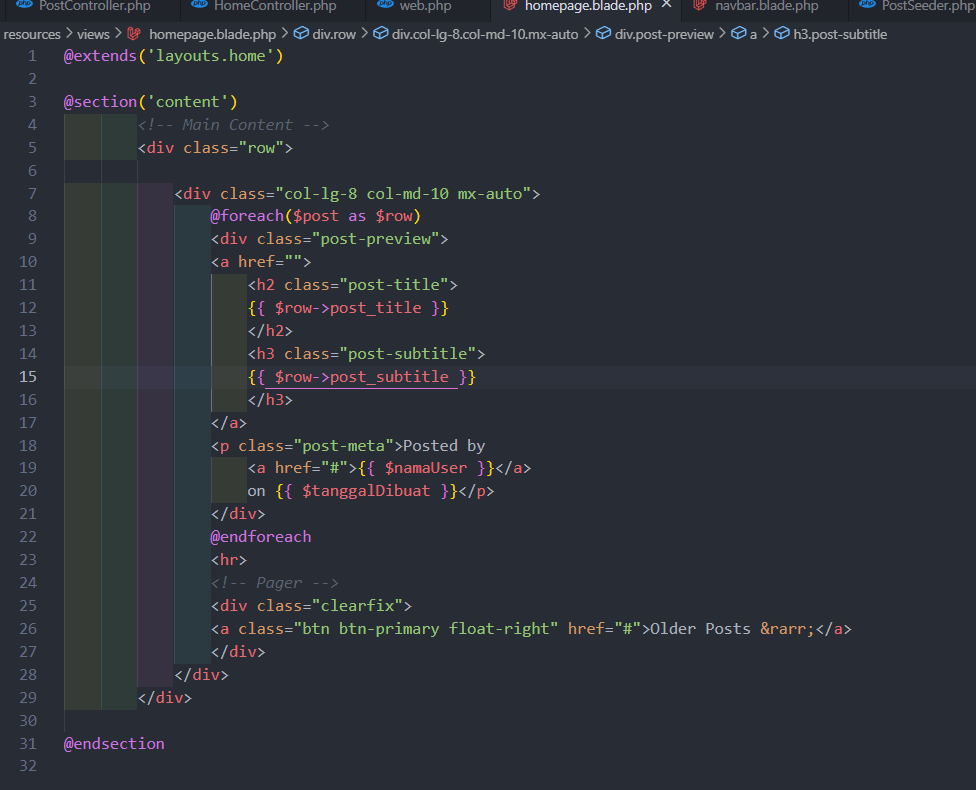 PostController.php HomeController.php web.php homepage.blade.php × navbar.blade.php PostSeeder.php
resources > views > homepage.blade.php > div.row > div.col-lg-8.col-md-10.mx-auto > div.post-preview > a > h3.post-subtitle
1 @extends('layouts.home')
2
3 @section('content')
4 <!-- Main Content -->
5 <div class="row">
6
7 <div class="col-lg-8 col-md-10 mx-auto">
8 @foreach($post as $row)
9 <div class="post-preview">
10 <a href="">
11 <h2 class="post-title">
12 {{ $row->post_title }}
13 </h2>
14 <h3 class="post-subtitle">
15 {{ $row->post_subtitle }}
16 </h3>
17 </a>
18 <p class="post-meta">Posted by
19 <a href="#">{{ $namaUser }}</a>
20 on {{ $tanggalDibuat }}</p>
21 </div>
22 @endforeach
23 <hr>
24 <!-- Pager -->
25 <div class="clearfix">
26 <a class="btn btn-primary float-right" href="#">Older Posts &rarr;</a>
27 </div>
28 </div>
29 </div>
30
31 @endsection
32